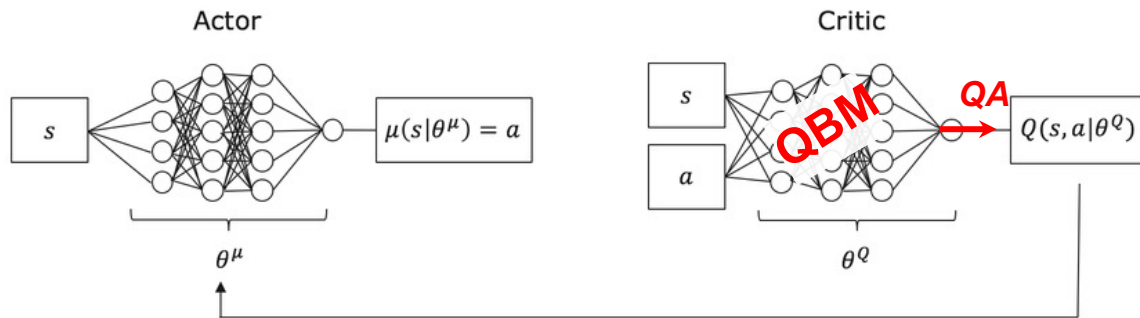 Actor
s
μ(s|θ^μ) = a
θ^μ
Critic
s
a
QBM
QA
Q(s, a|θ^Q)
θ^Q